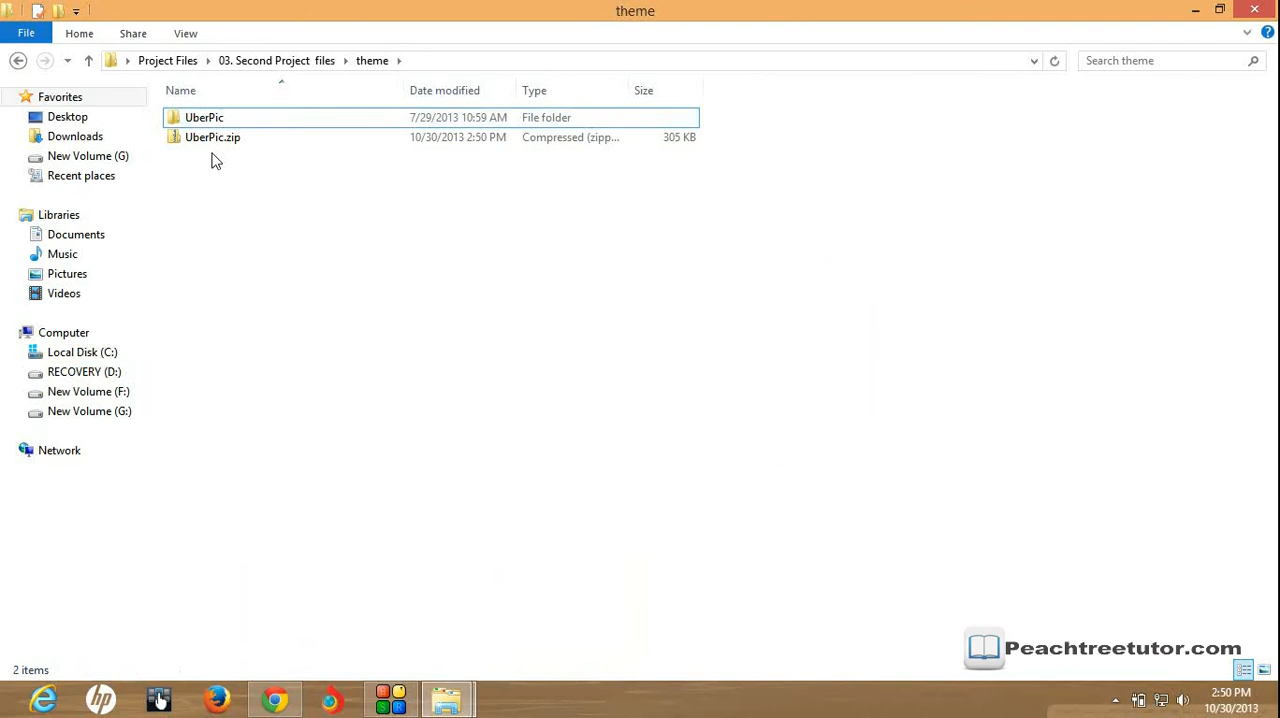 theme
File Home Share View
Project Files 03. Second Project files theme Search theme
Name Date modified Type Size
Favorites
UberPic 7/29/2013 10:59 AM File folder
Desktop
UberPic.zip 10/30/2013 2:50 PM Compressed (zipp... 305 KB
Downloads
New Volume (G)
Recent places
Libraries
Documents
Music
Pictures
Videos
Computer
Local Disk (C:)
RECOVERY (D:)
New Volume (F:)
New Volume (G:)
Network
Peachtreetutor.com
2 items
hp
S R
2:50 PM
10/30/2013